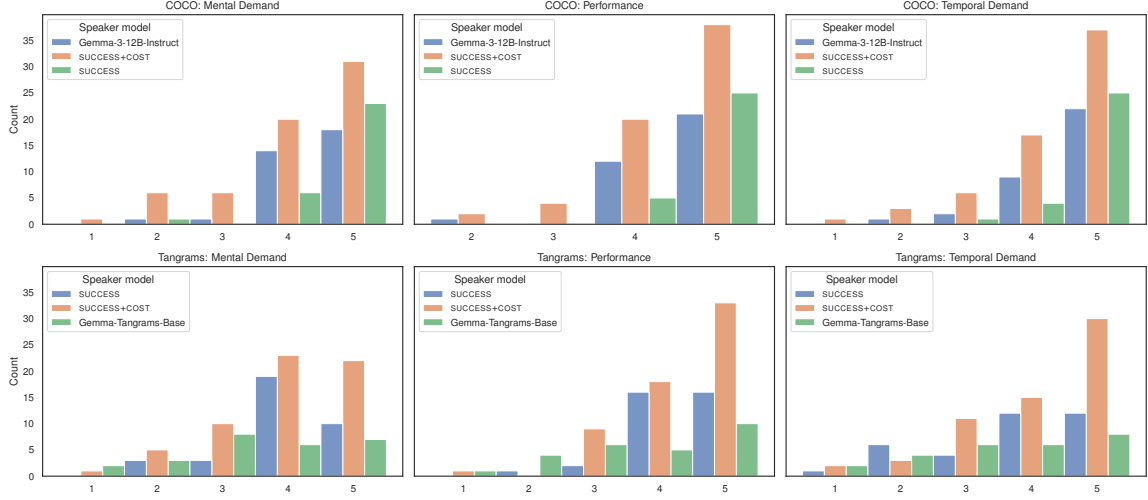 COCO: Mental Demand
Speaker model
Gemma-3-12B-Instruct
SUCCESS+COST
SUCCESS
Count
35
30
25
20
15
10
5
0
1 2 3 4 5
COCO: Performance
Speaker model
Gemma-3-12B-Instruct
SUCCESS+COST
SUCCESS
2 3 4 5
COCO: Temporal Demand
Speaker model
Gemma-3-12B-Instruct
SUCCESS+COST
SUCCESS
1 2 3 4 5
Tangrams: Mental Demand
Speaker model
SUCCESS
SUCCESS+COST
Gemma-Tangrams-Base
Count
35
30
25
20
15
10
5
0
1 2 3 4 5
Tangrams: Performance
Speaker model
SUCCESS
SUCCESS+COST
Gemma-Tangrams-Base
1 2 3 4 5
Tangrams: Temporal Demand
Speaker model
SUCCESS
SUCCESS+COST
Gemma-Tangrams-Base
1 2 3 4 5